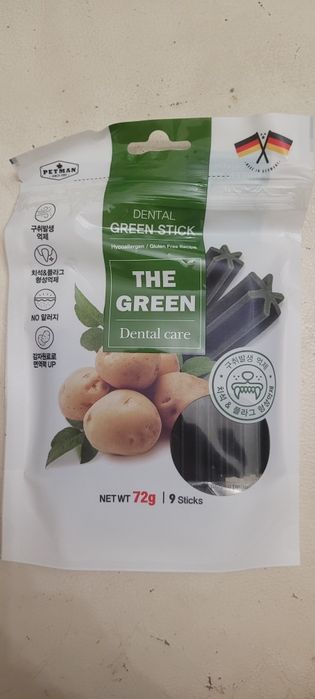 PETMAN
DENTAL
GREEN STICK
Hypoallergen / Gluten Free Recipe
THE
GREEN
Dental care
구취발생
억제
치석&플라그
형성억제
NO 알러지
감자원료로
면역력 UP
구취발생 억제
치석 & 플라그 형성억제
NET WT 72g | 9 Sticks